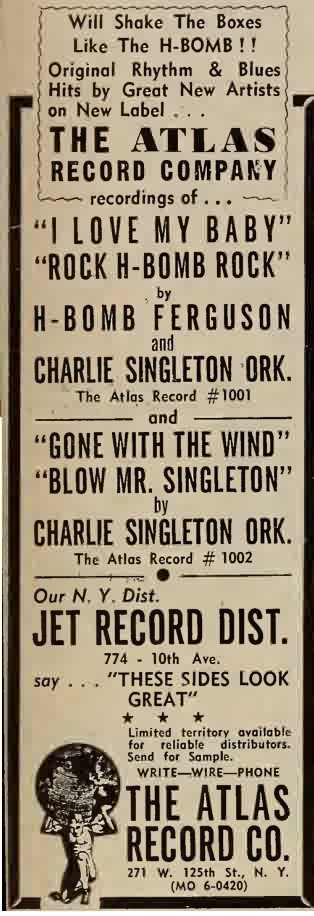 Will Shake The Boxes
Like The H-BOMB ! !
Original Rhythm & Blues
Hits by Great New Artists
on New Label . . .
THE ATLAS
RECORD COMPANY
recordings of . . .
"I LOVE MY BABY"
"ROCK H-BOMB ROCK"
by
H-BOMB FERGUSON
and
CHARLIE SINGLETON ORK.
The Atlas Record #1001
and
"GONE WITH THE WIND"
"BLOW MR. SINGLETON"
by
CHARLIE SINGLETON ORK.
The Atlas Record # 1002
Our N. Y. Dist.
JET RECORD DIST.
774 - 10th Ave.
say . . . "THESE SIDES LOOK
GREAT"
★ ★ ★
Limited territory available
for reliable distributors.
Send for Sample.
WRITE—WIRE—PHONE
THE ATLAS
RECORD CO.
271 W. 125th St., N. Y.
(MO 6-0420)